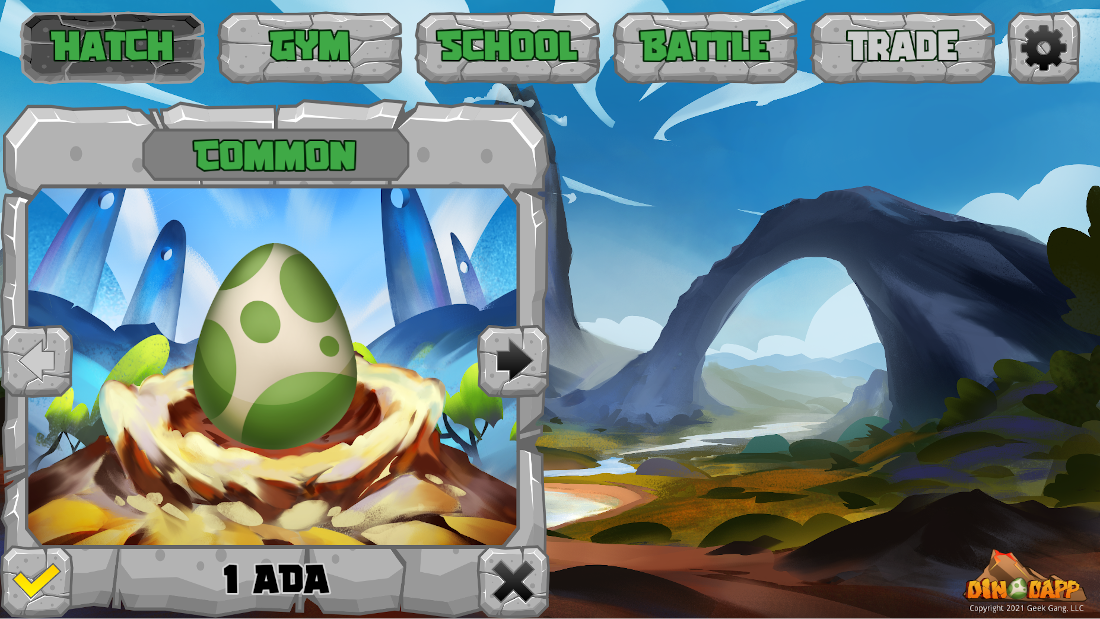 HATCH
GYM
SCHOOL
BATTLE
TRADE
COMMON
1 ADA
DINODAPP
Copyright 2021 Geek Gang, LLC